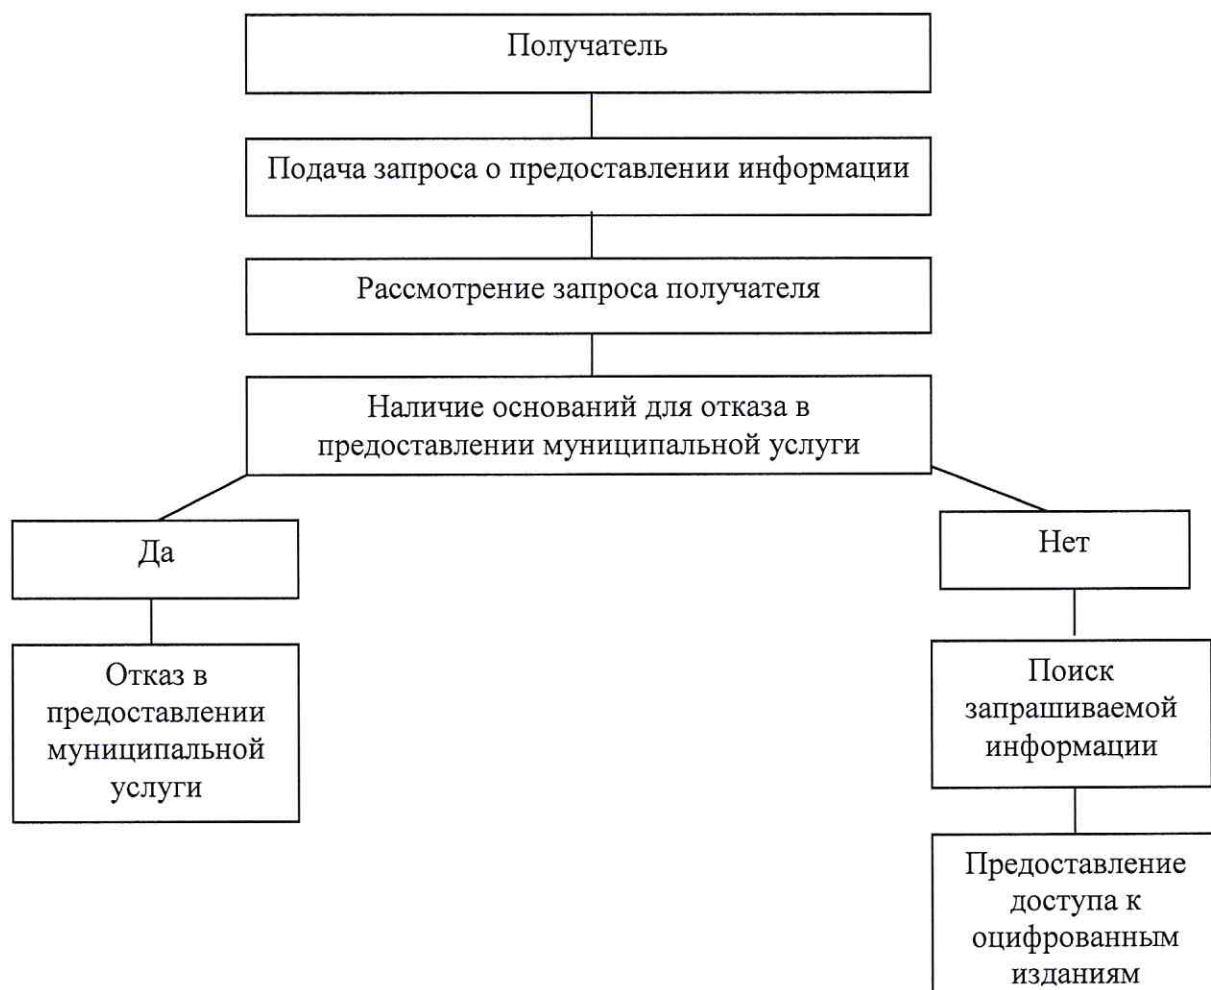 Получатель
Подача запроса о предоставлении информации
Рассмотрение запроса получателя
Наличие оснований для отказа в
предоставлении муниципальной услуги
Да
Отказ в
предоставлении
муниципальной
услуги
Нет
Поиск
запрашиваемой
информации
Предоставление
доступа к
оцифрованным
изданиям